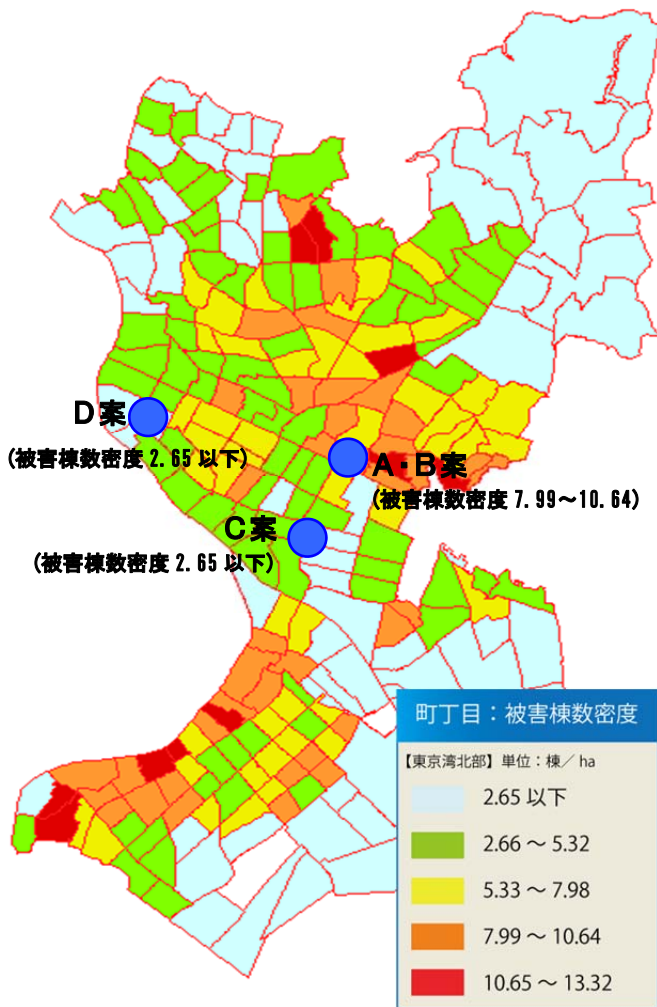 D案
(被害棟数密度 2.65 以下)
A・B案
(被害棟数密度 7.99～10.64)
C案
(被害棟数密度 2.65 以下)
町丁目：被害棟数密度
【東京湾北部】単位：棟／ha
2.65 以下
2.66 ～ 5.32
5.33 ～ 7.98
7.99 ～ 10.64
10.65 ～ 13.32